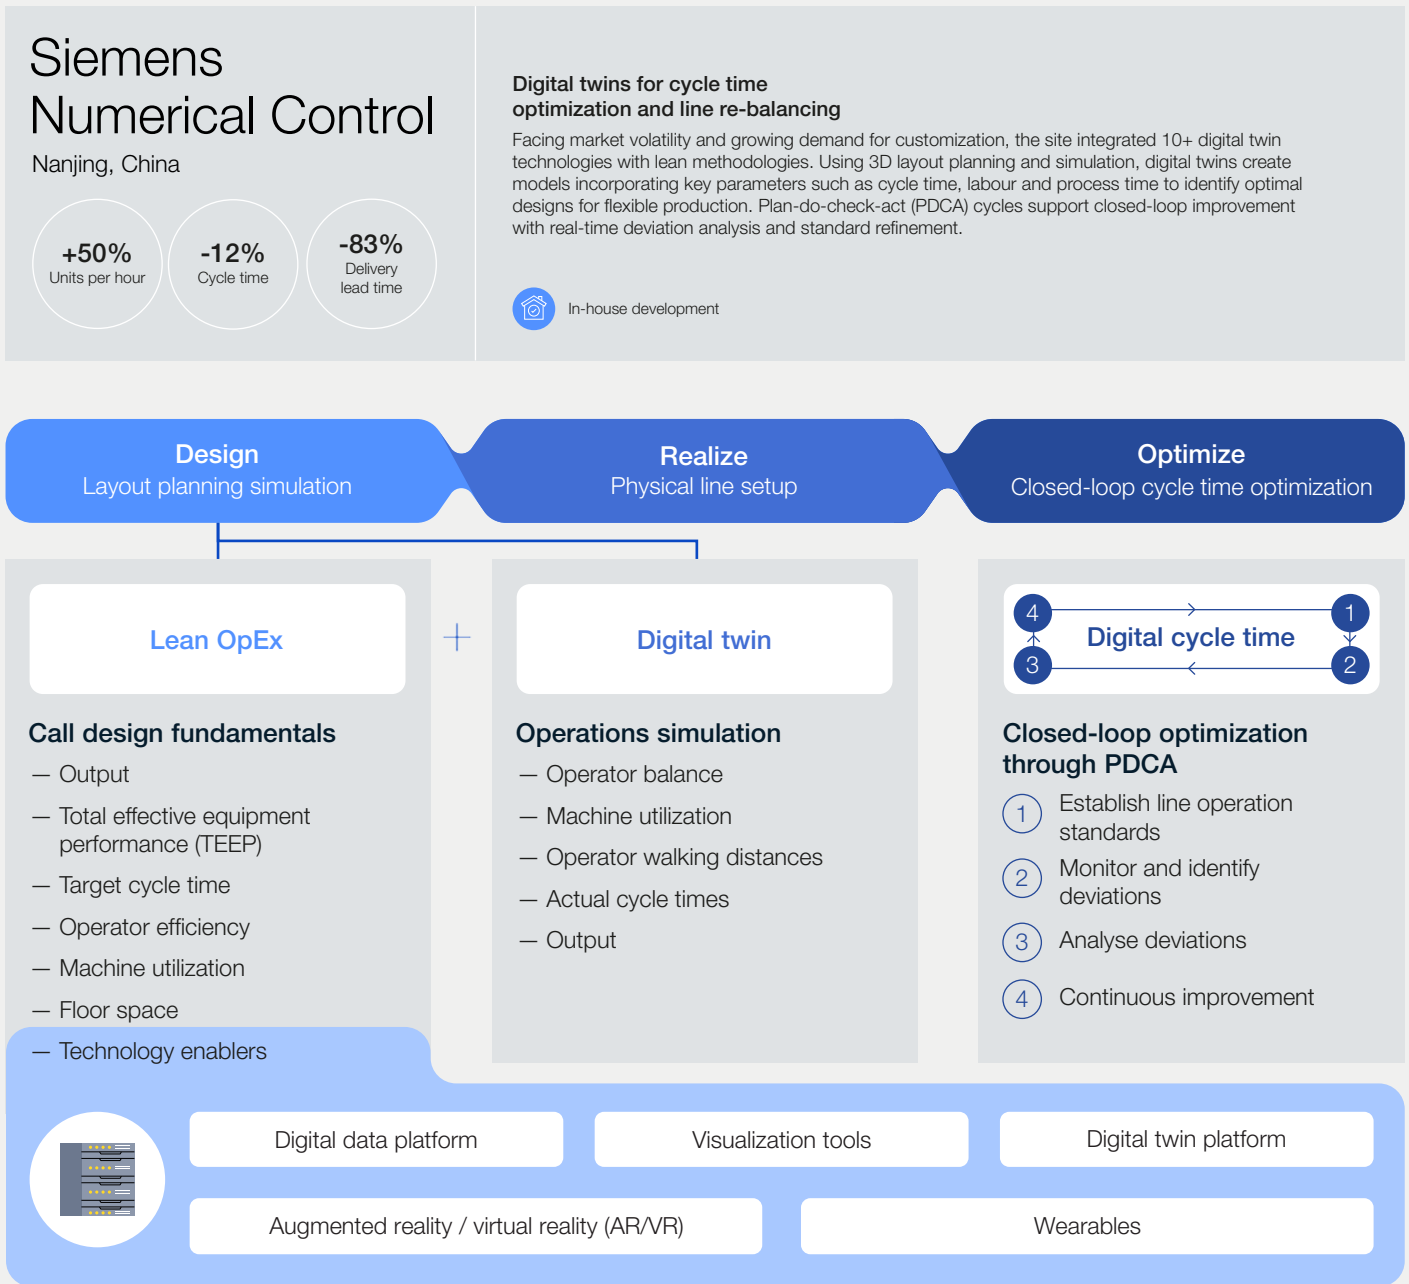 Siemens
Numerical Control
Nanjing, China
+50%
Units per hour
-12%
Cycle time
-83%
Delivery
lead time
Digital twins for cycle time
optimization and line re-balancing
Facing market volatility and growing demand for customization, the site integrated 10+ digital twin
technologies with lean methodologies. Using 3D layout planning and simulation, digital twins create
models incorporating key parameters such as cycle time, labour and process time to identify optimal
designs for flexible production. Plan-do-check-act (PDCA) cycles support closed-loop improvement
with real-time deviation analysis and standard refinement.
In-house development
Design
Layout planning simulation
Realize
Physical line setup
Optimize
Closed-loop cycle time optimization
Lean OpEx
+
Digital twin
4
1
Digital cycle time
3
2
Call design fundamentals
— Output
— Total effective equipment
performance (TEEP)
— Target cycle time
— Operator efficiency
— Machine utilization
— Floor space
— Technology enablers
Operations simulation
— Operator balance
— Machine utilization
— Operator walking distances
— Actual cycle times
— Output
Closed-loop optimization
through PDCA
1 Establish line operation
standards
2 Monitor and identify
deviations
3 Analyse deviations
4 Continuous improvement
Digital data platform
Visualization tools
Digital twin platform
Augmented reality / virtual reality (AR/VR)
Wearables